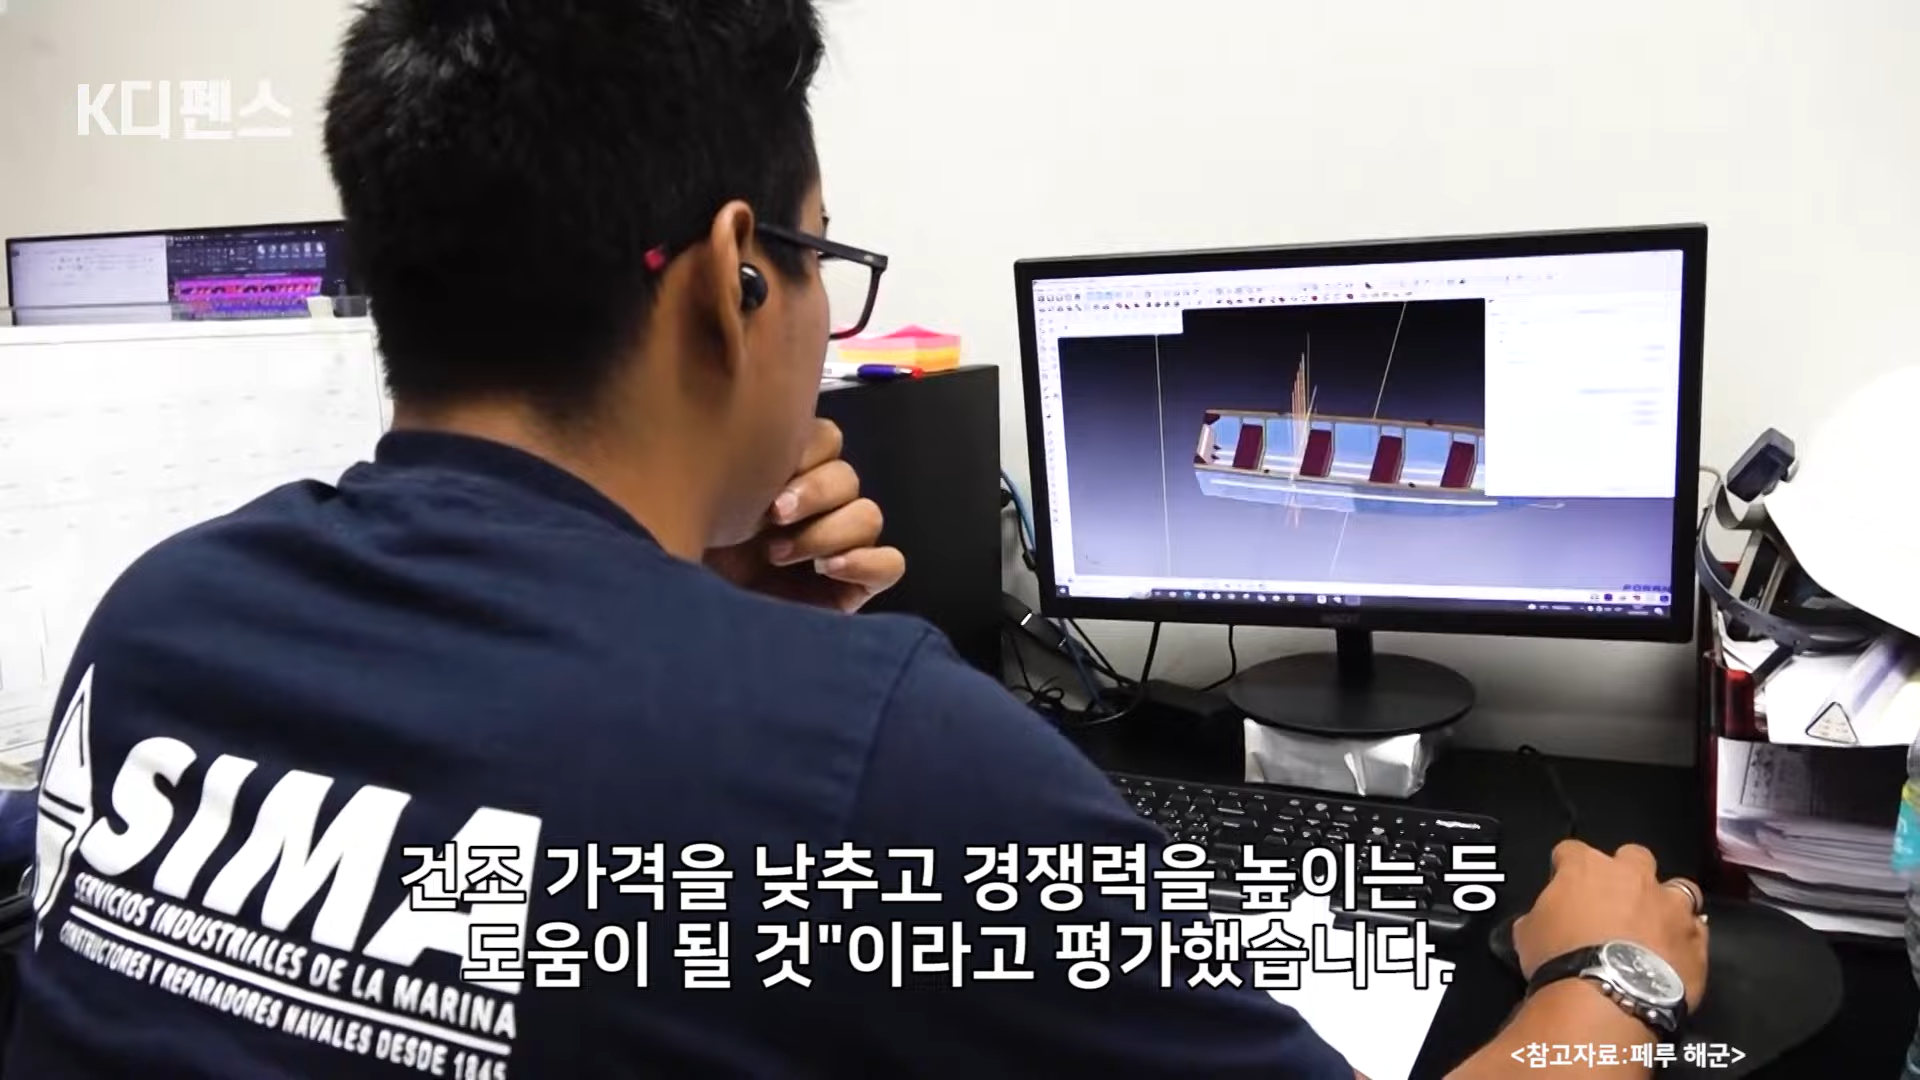 K디펜스
SIMA
SERVICIOS INDUSTRIALES DE LA MARINA
CONSTRUCTORES Y REPARADORES NAVALES DESDE 1845
건조 가격을 낮추고 경쟁력을 높이는 등
도움이 될 것"이라고 평가했습니다.
<참고자료:페루 해군>